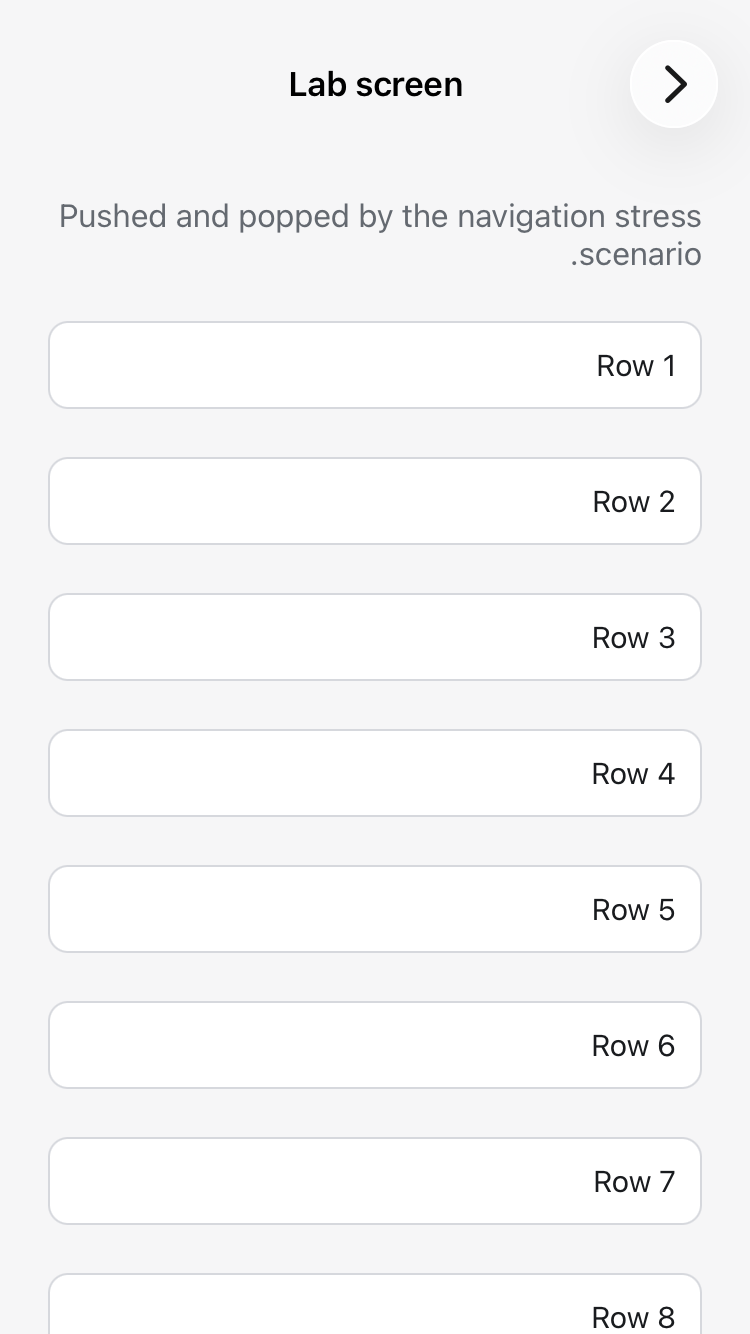 Lab screen
Pushed and popped by the navigation stress
.scenario
Row 1
Row 2
Row 3
Row 4
Row 5
Row 6
Row 7
Row 8